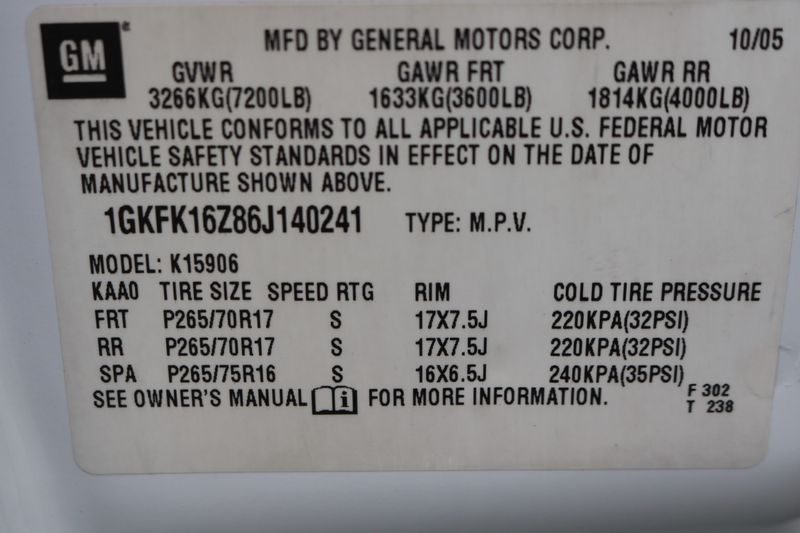 GM
MFD BY GENERAL MOTORS CORP. 10/05
GVWR GAWR FRT GAWR RR
3266KG(7200LB) 1633KG(3600LB) 1814KG(4000LB)
THIS VEHICLE CONFORMS TO ALL APPLICABLE U.S. FEDERAL MOTOR
VEHICLE SAFETY STANDARDS IN EFFECT ON THE DATE OF
MANUFACTURE SHOWN ABOVE.
1GKFK16Z86J140241 TYPE: M.P.V.
MODEL: K15906
KAA0 TIRE SIZE SPEED RTG RIM COLD TIRE PRESSURE
FRT P265/70R17 S 17X7.5J 220KPA(32PSI)
RR P265/70R17 S 17X7.5J 220KPA(32PSI)
SPA P265/75R16 S 16X6.5J 240KPA(35PSI)
SEE OWNER'S MANUAL i FOR MORE INFORMATION. F 302
T 238